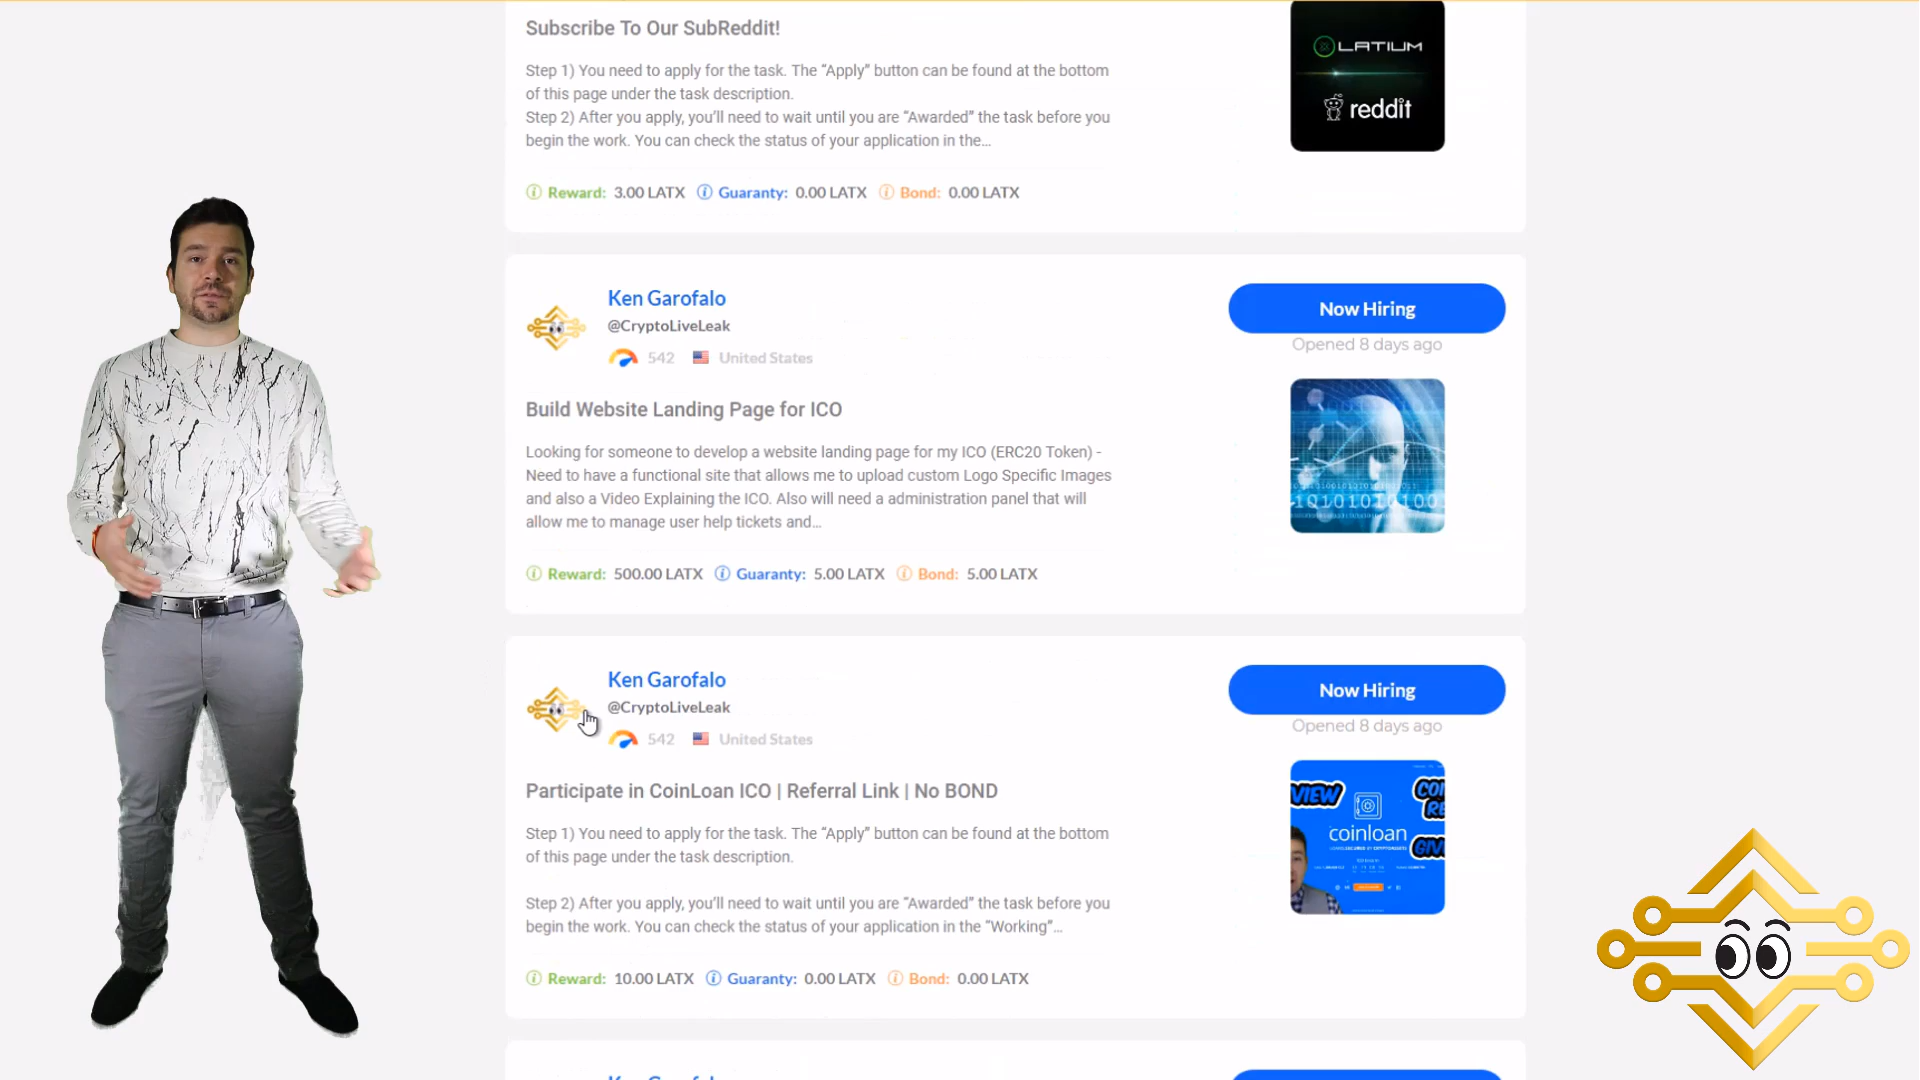 Subscribe To Our SubReddit!
Step 1) You need to apply for the task. The “Apply” button can be found at the bottom
of this page under the task description.
Step 2) After you apply, you’ll need to wait until you are “Awarded” the task before you
begin the work. You can check the status of your application in the...
Reward: 3.00 LATX Guaranty: 0.00 LATX Bond: 0.00 LATX
LATIUM
reddit
Ken Garofalo
@CryptoLiveLeak
542 United States
Now Hiring
Opened 8 days ago
Build Website Landing Page for ICO
Looking for someone to develop a website landing page for my ICO (ERC20 Token) -
Need to have a functional site that allows me to upload custom Logo Specific Images
and also a Video Explaining the ICO. Also will need a administration panel that will
allow me to manage user help tickets and...
Reward: 500.00 LATX Guaranty: 5.00 LATX Bond: 5.00 LATX
Ken Garofalo
@CryptoLiveLeak
542 United States
Now Hiring
Opened 8 days ago
Participate in CoinLoan ICO | Referral Link | No BOND
Step 1) You need to apply for the task. The “Apply” button can be found at the bottom
of this page under the task description.
Step 2) After you apply, you’ll need to wait until you are “Awarded” the task before you
begin the work. You can check the status of your application in the “Working”...
Reward: 10.00 LATX Guaranty: 0.00 LATX Bond: 0.00 LATX
coinloan